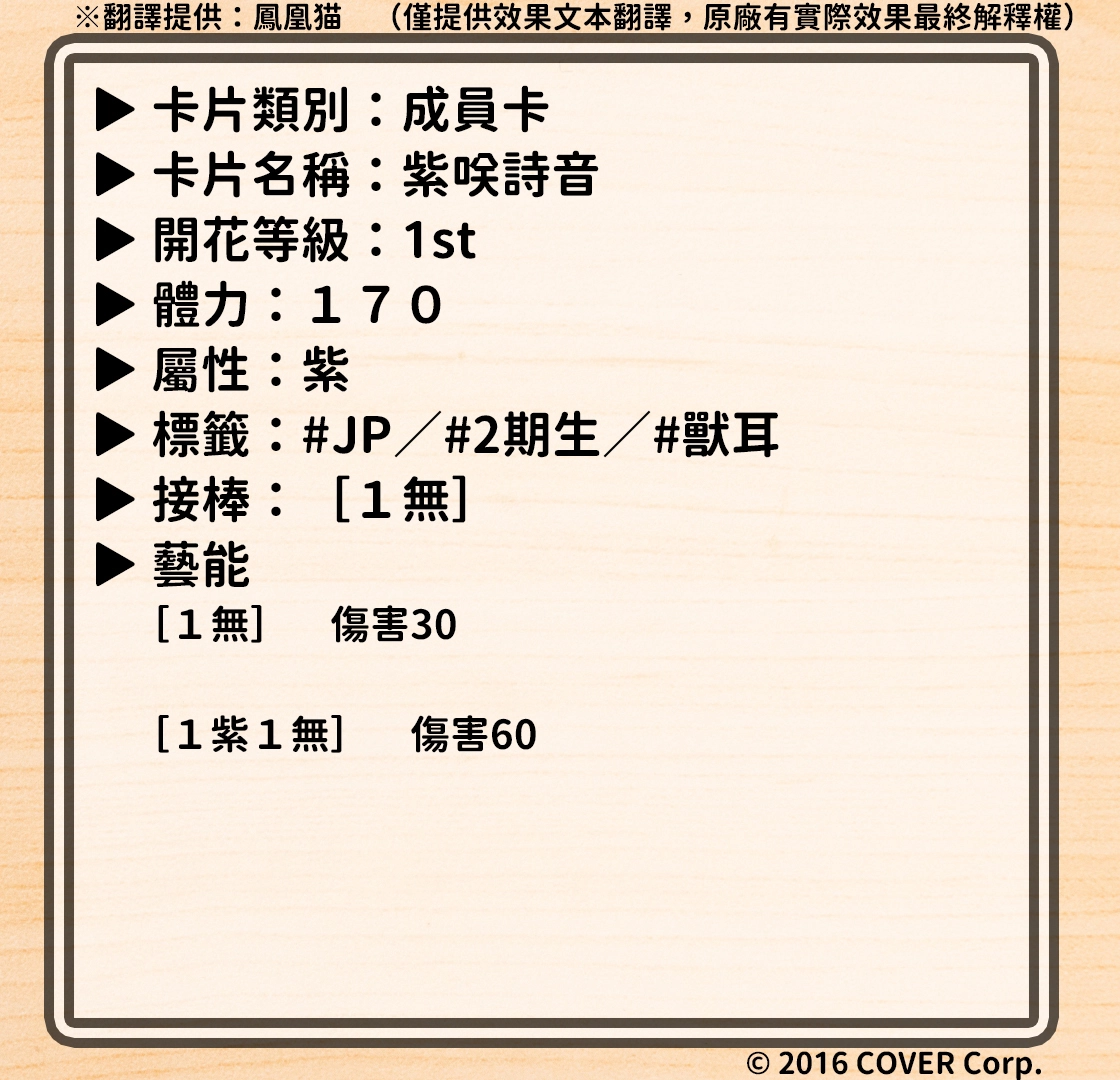 ※翻譯提供：鳳凰猫　（僅提供效果文本翻譯，原廠有實際效果最終解釋權）
▶ 卡片類別：成員卡
▶ 卡片名稱：紫咲詩音
▶ 開花等級：1st
▶ 體力：１７０
▶ 屬性：紫
▶ 標籤：#JP／#2期生／#獸耳
▶ 接棒：［１無］
▶ 藝能
［１無］　傷害30
［１紫１無］　傷害60
© 2016 COVER Corp.